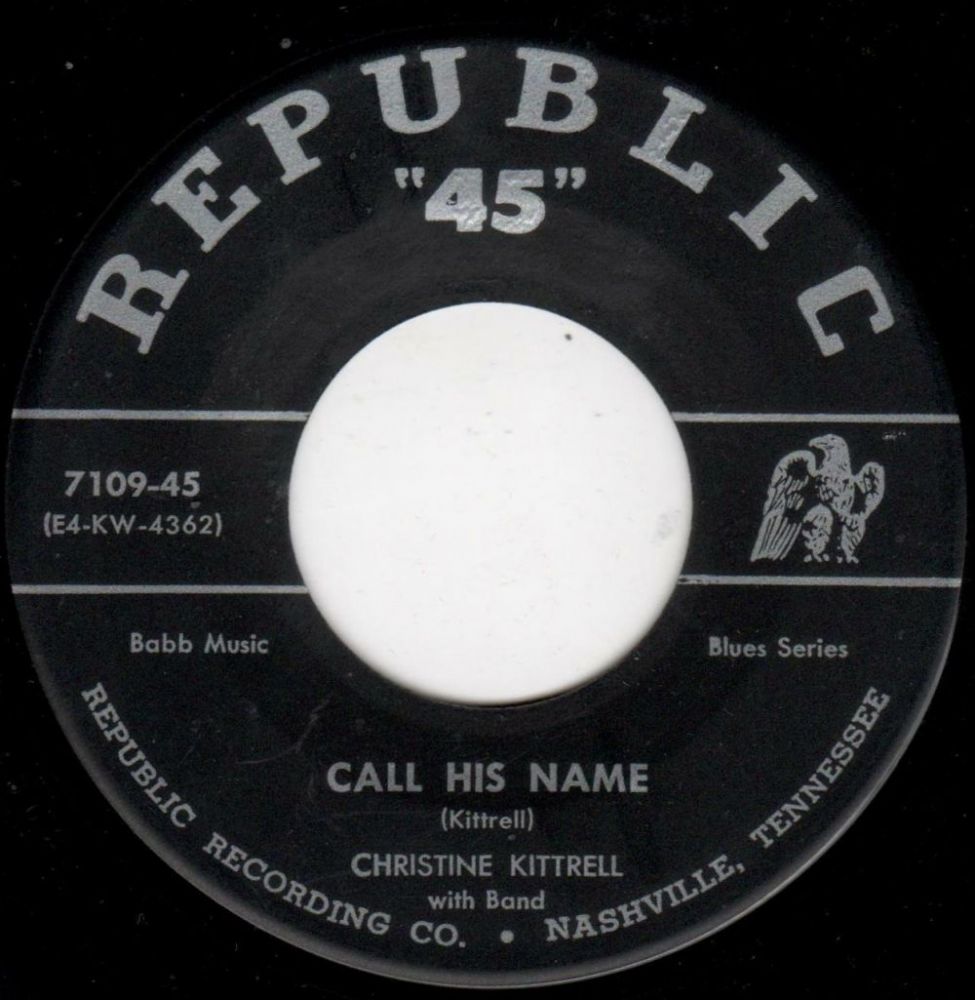 REPUBLIC
"45"
7109-45
(E4-KW-4362)
Babb Music
Blues Series
CALL HIS NAME
(Kittrell)
CHRISTINE KITTRELL
with Band
REPUBLIC RECORDING CO. • NASHVILLE, TENNESSEE